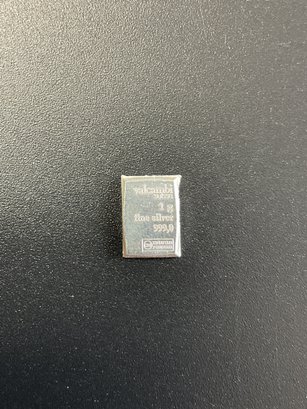 valcambi
suisse
1 g
fine silver
999,0